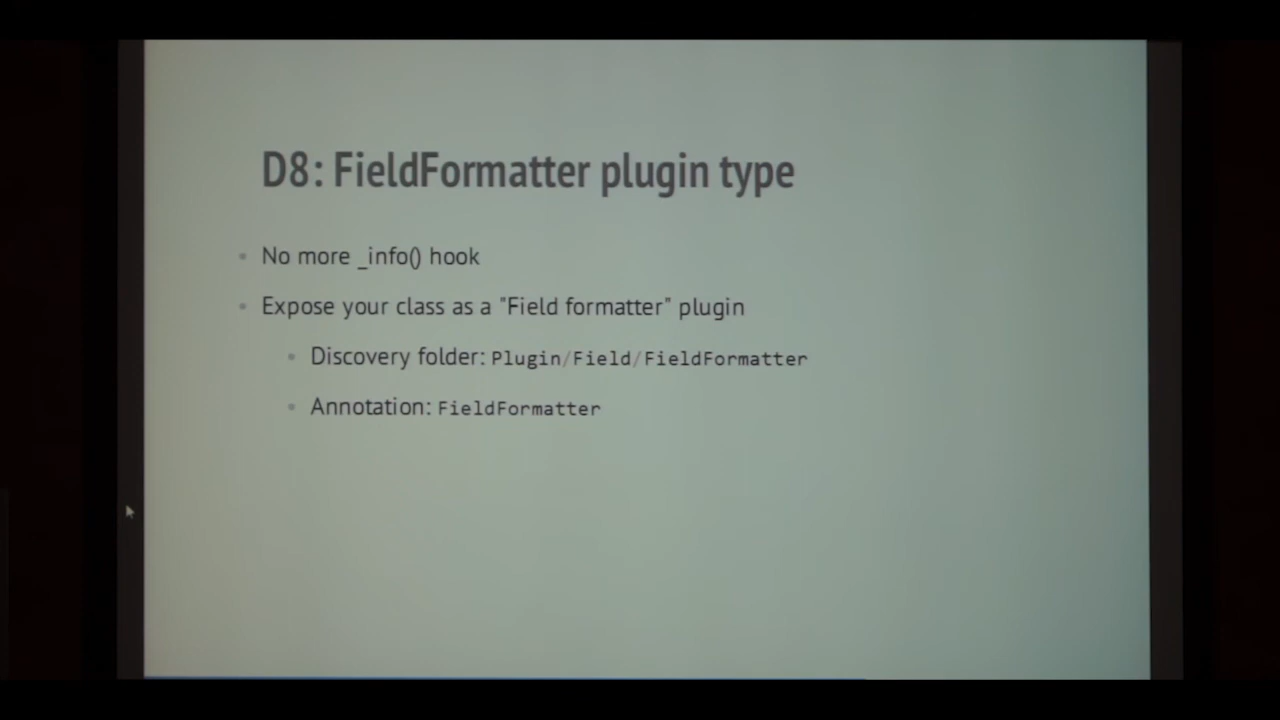 D8: FieldFormatter plugin type
No more _info() hook
Expose your class as a "Field formatter" plugin
Discovery folder: Plugin/Field/FieldFormatter
Annotation: FieldFormatter